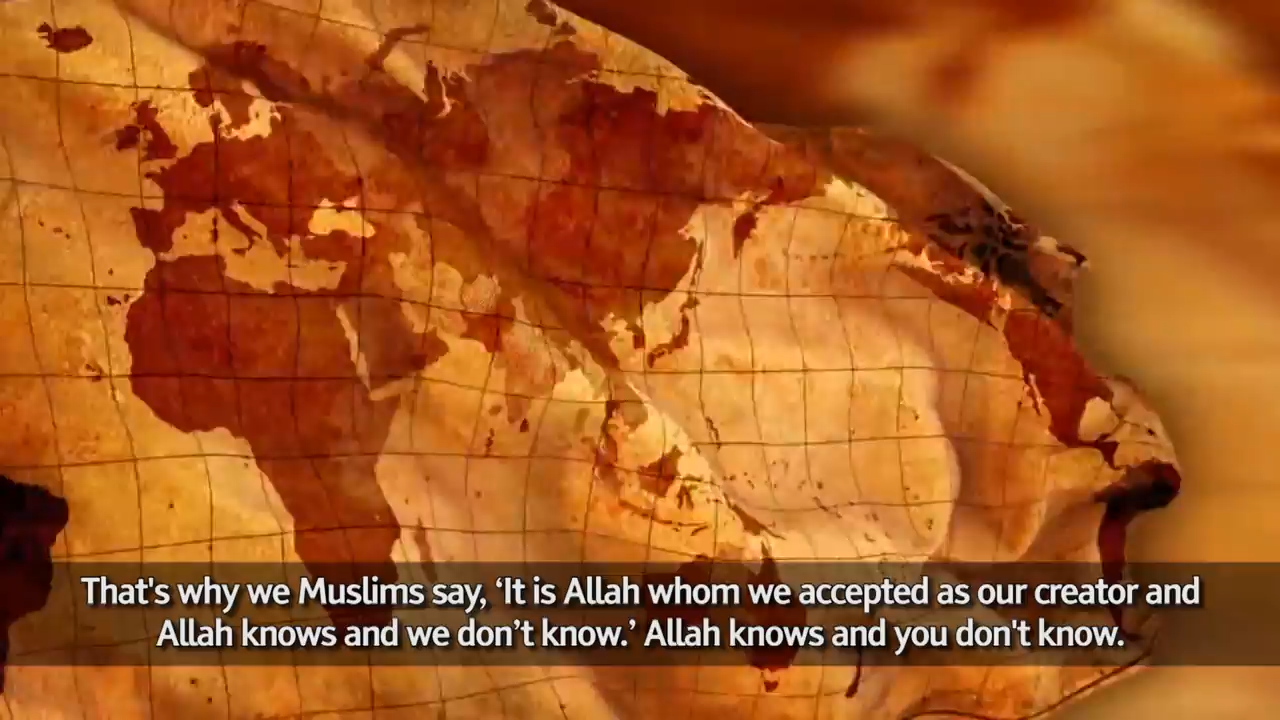 That's why we Muslims say, ‘It is Allah whom we accepted as our creator and
Allah knows and we don’t know.’ Allah knows and you don't know.